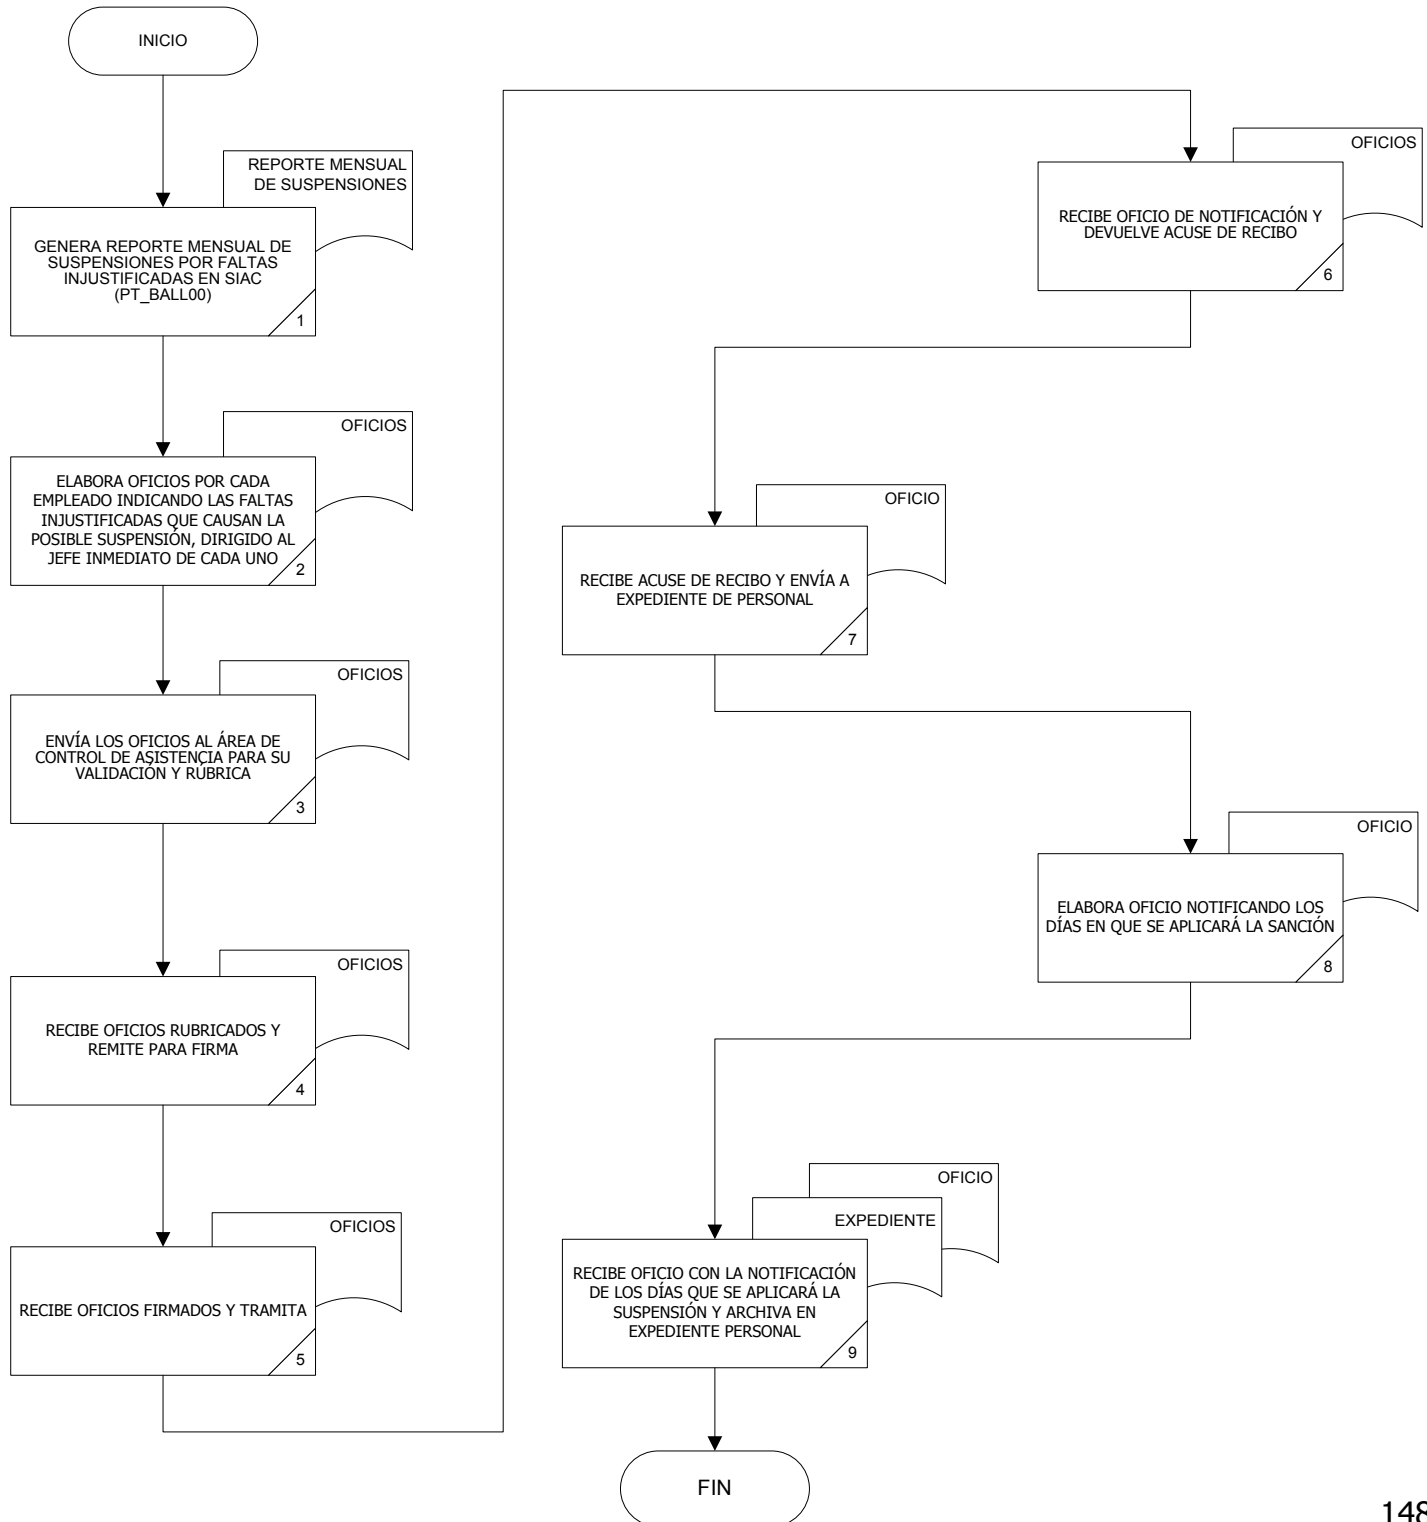 INICIO
REPORTE MENSUAL
DE SUSPENSIONES
GENERA REPORTE MENSUAL DE
SUSPENSIONES POR FALTAS
INJUSTIFICADAS EN SIAC
(PT_BALL00)
1
OFICIOS
ELABORA OFICIOS POR CADA
EMPLEADO INDICANDO LAS FALTAS
INJUSTIFICADAS QUE CAUSAN LA
POSIBLE SUSPENSIÓN, DIRIGIDO AL
JEFE INMEDIATO DE CADA UNO
2
OFICIOS
ENVÍA LOS OFICIOS AL ÁREA DE
CONTROL DE ASISTENCIA PARA SU
VALIDACIÓN Y RÚBRICA
3
OFICIOS
RECIBE OFICIOS RUBRICADOS Y
REMITE PARA FIRMA
4
OFICIOS
RECIBE OFICIOS FIRMADOS Y TRAMITA
5
OFICIOS
RECIBE OFICIO DE NOTIFICACIÓN Y
DEVUELVE ACUSE DE RECIBO
6
OFICIO
RECIBE ACUSE DE RECIBO Y ENVÍA A
EXPEDIENTE DE PERSONAL
7
OFICIO
ELABORA OFICIO NOTIFICANDO LOS
DÍAS EN QUE SE APLICARÁ LA SANCIÓN
8
OFICIO
EXPEDIENTE
RECIBE OFICIO CON LA NOTIFICACIÓN
DE LOS DÍAS QUE SE APLICARÁ LA
SUSPENSIÓN Y ARCHIVA EN
EXPEDIENTE PERSONAL
9
FIN
148